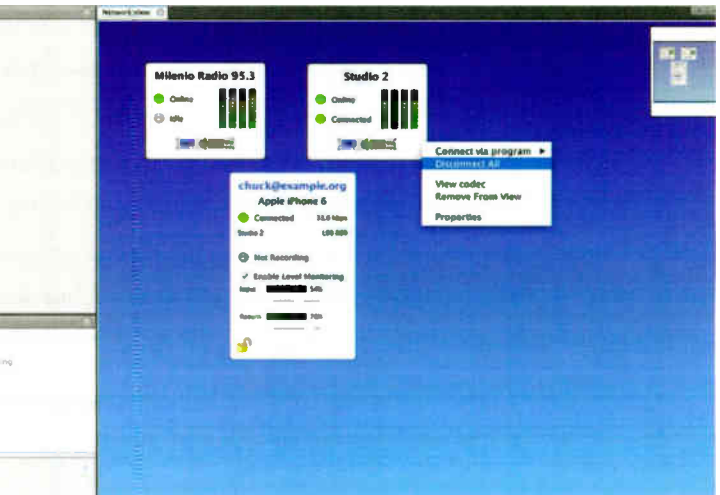 Network View
Milenio Radio 95.3
Online
Idle
Studio 2
Online
Connected
Connect via program
Disconnect All
View codec
Remove From View
Properties
chuck@example.org
Apple iPhone 6
Connected
Studio 2
Not Recording
Enable Level Monitoring
Input 54%
Return 70%